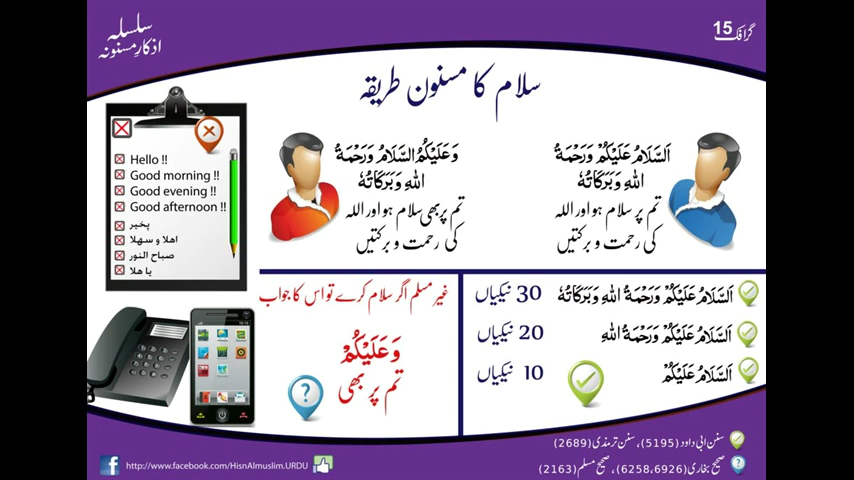 سلسلہ
اذکارِ مسنونہ
گرافک 15
سلام کا مسنون طریقہ
اَلسَّلَامُ عَلَيْكُمْ وَرَحْمَةُ
اللهِ وَبَرَكَاتُهٗ
تم پر سلام ہو اور اللہ
کی رحمت و برکتیں
وَعَلَيْكُمُ السَّلَامُ وَرَحْمَةُ
اللهِ وَبَرَكَاتُهٗ
تم پر بھی سلام ہو اور اللہ
کی رحمت و برکتیں
Hello !!
Good morning !!
Good evening !!
Good afternoon !!
پخیر
اهلا و سهلا
صباح النور
یا هلا
اَلسَّلَامُ عَلَيْكُمْ وَرَحْمَةُ اللهِ وَبَرَكَاتُهٗ 30 نیکیاں
اَلسَّلَامُ عَلَيْكُمْ وَرَحْمَةُ اللهِ 20 نیکیاں
اَلسَّلَامُ عَلَيْكُمْ 10 نیکیاں
غیر مسلم اگر سلام کرے تو اس کا جواب
وَعَلَيْكُمْ
تم پر بھی
سنن ابی داود (5195)، سنن ترمذی (2689)
صحیح بخاری (6258,6926)، صحیح مسلم (2163)
http://www.facebook.com/HisnAlmuslim.URDU